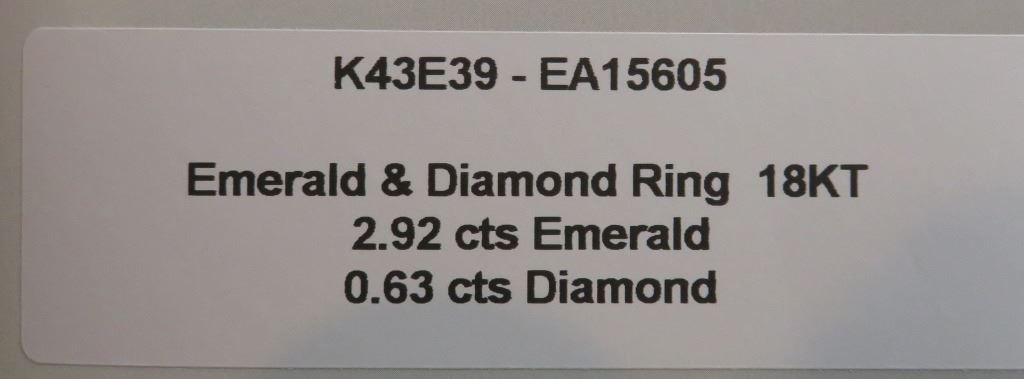 K43E39 - EA15605
Emerald & Diamond Ring  18KT
2.92 cts Emerald
0.63 cts Diamond